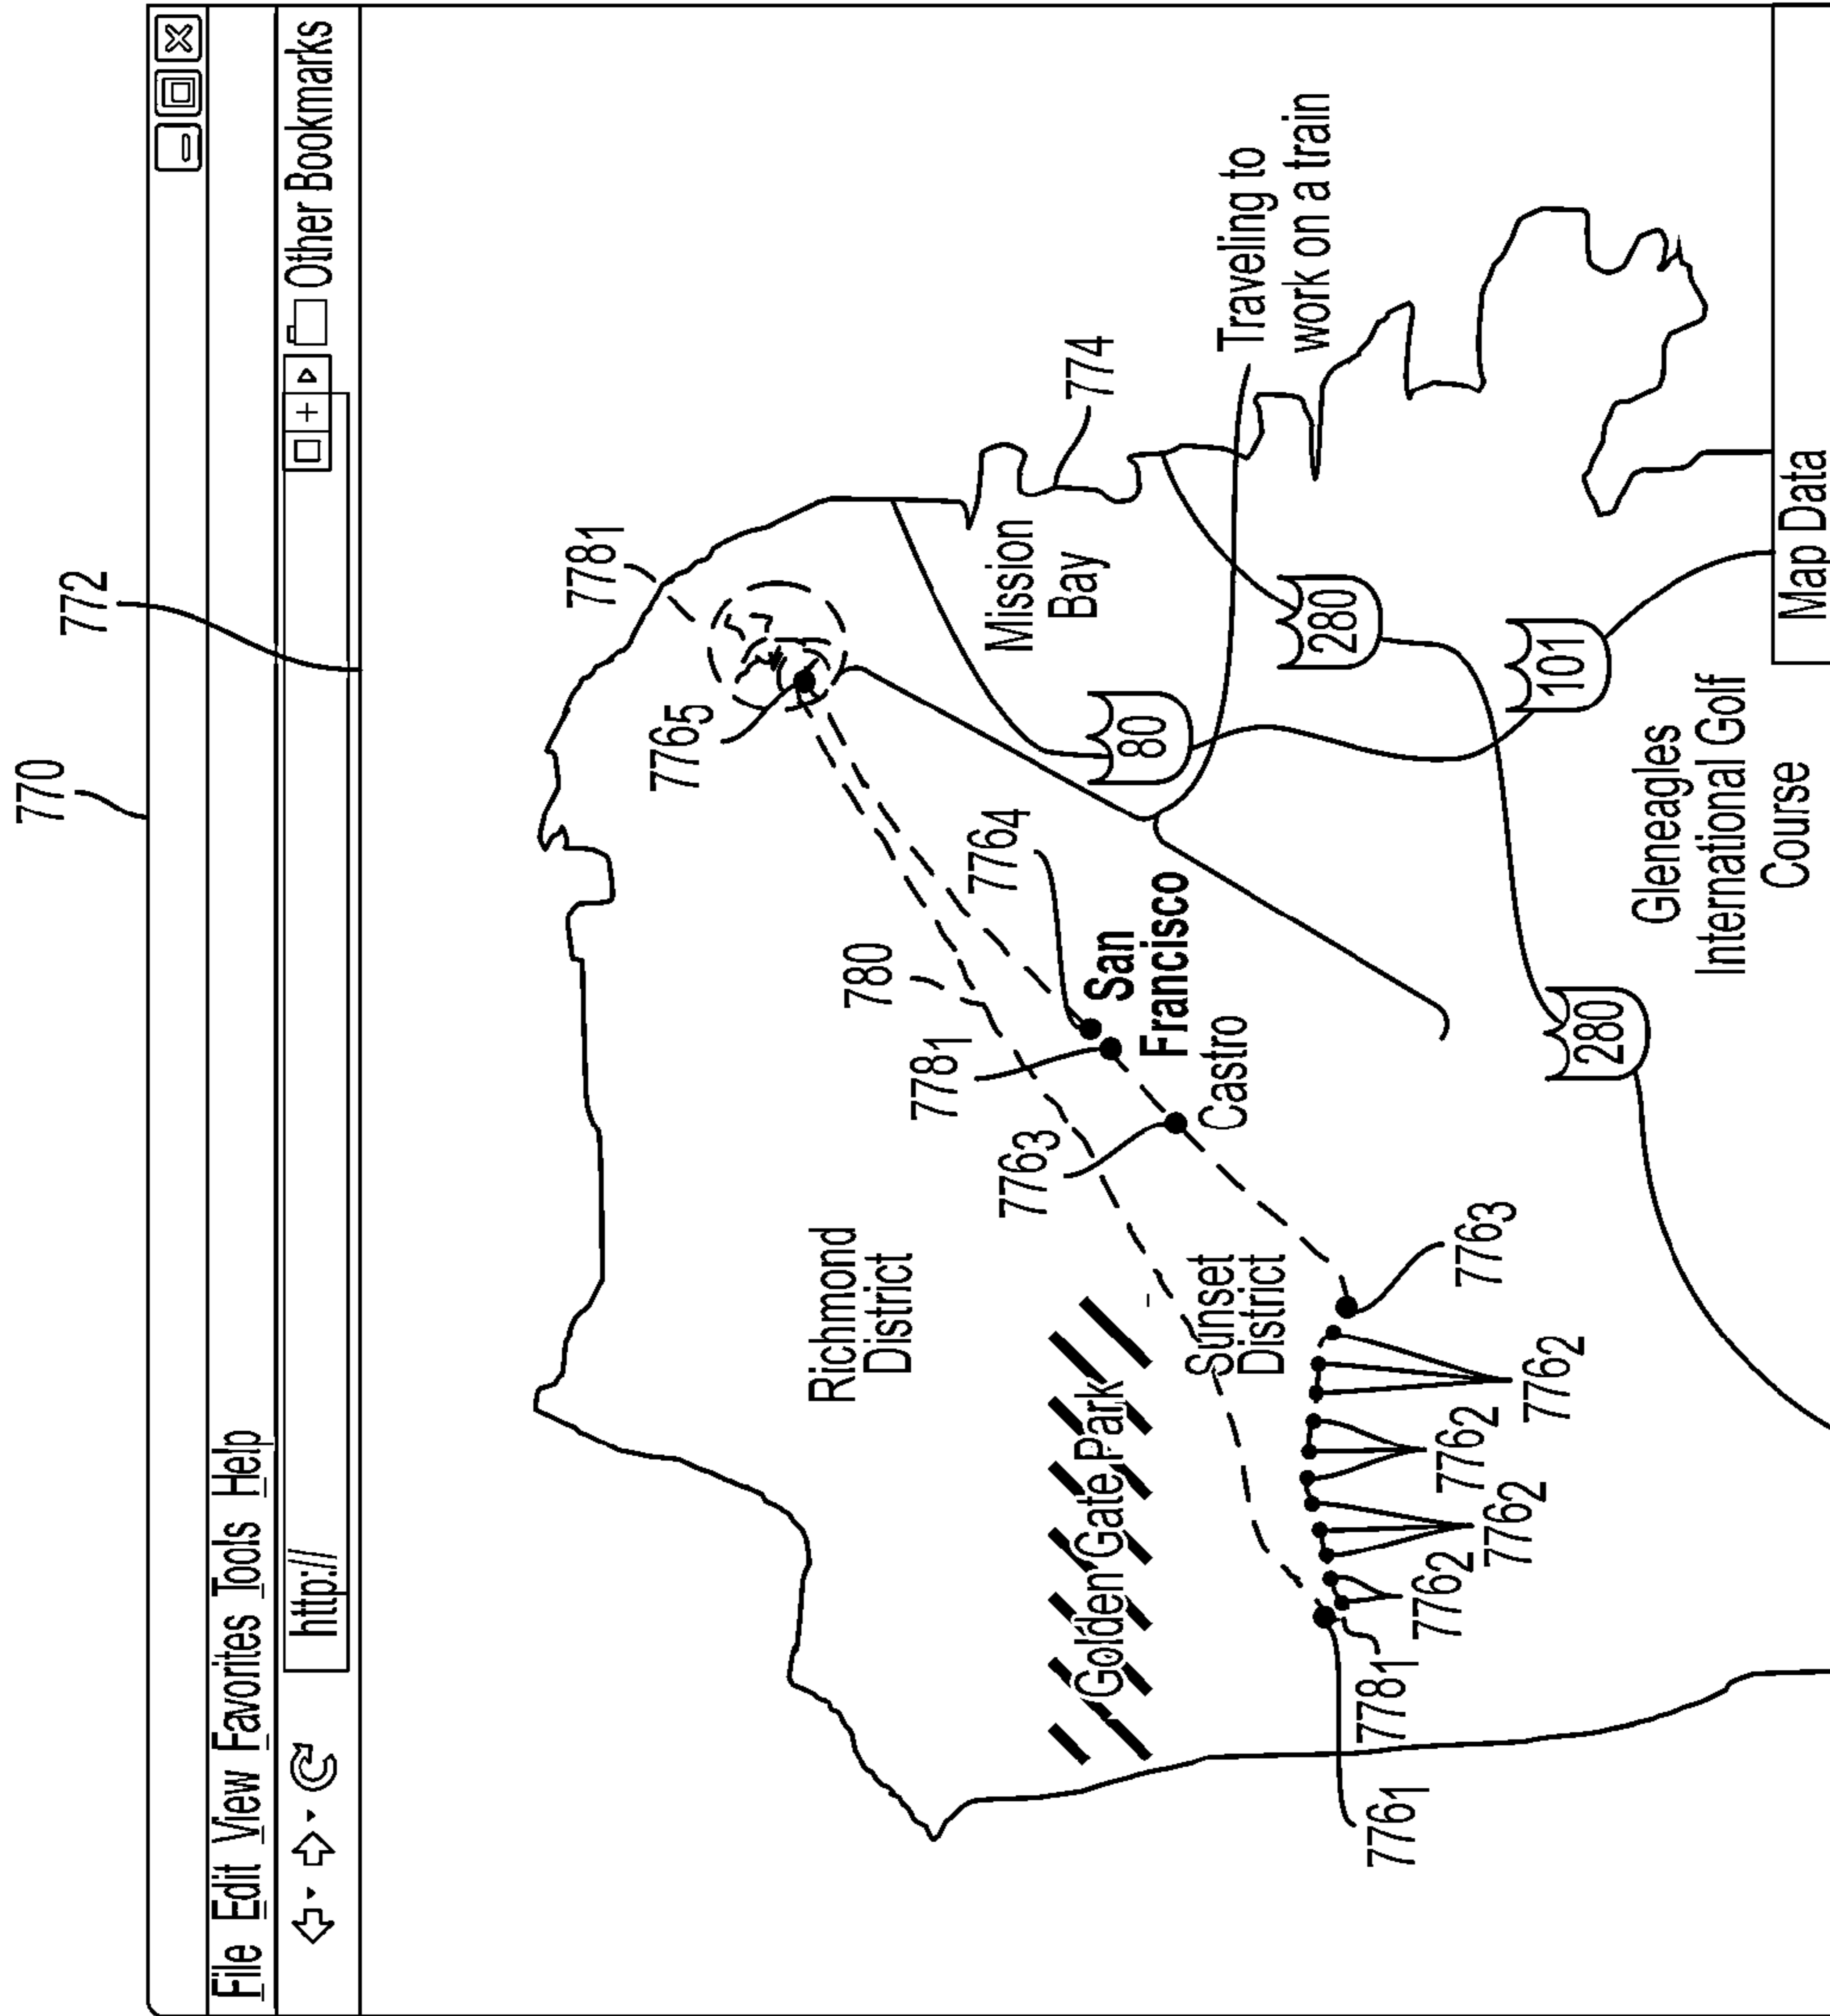 770
772
File Edit View Favorites Tools Help
http://
Other Bookmarks
7781
7765
Richmond
District
780
7781
7764
7763
San
Francisco
Castro
Mission
Bay
774
Golden Gate Park
Sunset
District
80
Traveling to
work on a train
280
7761
7781
7762
7762
7762
7762
7763
101
280
Gleneagles
International Golf
Course
Map Data